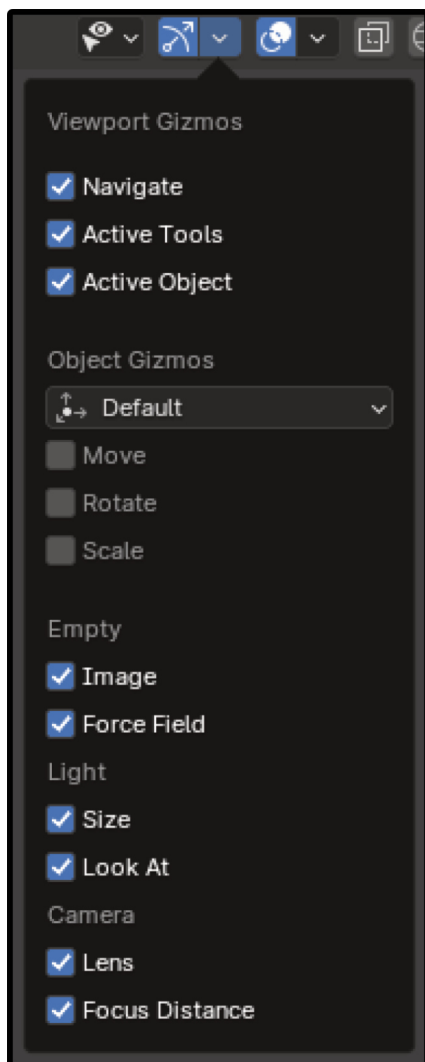 Viewport Gizmos
Navigate
Active Tools
Active Object
Object Gizmos
Default
Move
Rotate
Scale
Empty
Image
Force Field
Light
Size
Look At
Camera
Lens
Focus Distance